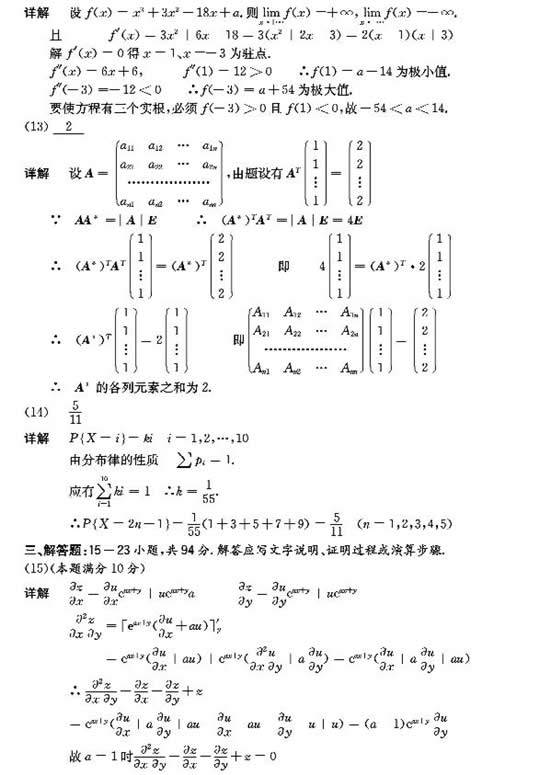 详解 设 f(x) = x³+3x²-18x+a. 则 lim f(x) = +∞, lim f(x) = -∞.
且 f′(x) - 3x² | 6x 18 - 3(x² | 2x 3) - 2(x 1)(x | 3)
解 f′(x) = 0 得 x = 1、x = -3 为驻点.
f″(x) = 6x+6, f″(1) - 12 > 0 ∴f(1) = a-14 为极小值.
f″(-3) = -12 < 0 ∴f(-3) = a+54 为极大值.
要使方程有三个实根,必须 f(-3) > 0 且 f(1) < 0,故 -54 < a < 14.
(13) 2
详解 设 A = (a11 a12 … a1n a21 a22 … a2n ……………… an1 an2 … ann), 由题设有 Aᵀ (1 1 ⋮ 1) = (2 2 ⋮ 2)
∵ AA* = | A | E ∴ (A*)ᵀAᵀ = | A | E = 4E
∴ (A*)ᵀAᵀ (1 1 ⋮ 1) = (A*)ᵀ (2 2 ⋮ 2) 即 4 (1 1 ⋮ 1) = (A*)ᵀ · 2 (1 1 ⋮ 1)
∴ (A*)ᵀ (1 1 ⋮ 1) - 2 (1 1 ⋮ 1) 即 (A11 A12 … A1n A21 A22 … A2n ……………… An1 An2 … Ann) (1 1 ⋮ 1) - (2 2 ⋮ 2)
∴ A* 的各列元素之和为 2.
(14) 5/11
详解 P{X - i} - ki i - 1,2,…,10
由分布律的性质 ∑pi - 1.
应有 ∑ki = 1 ∴k = 1/55.
∴P{X - 2n-1} - 1/55(1+3+5+7+9) - 5/11 (n - 1,2,3,4,5)
三、解答题:15-23小题,共94分. 解答应写文字说明、证明过程或演算步骤.
(15)(本题满分10分)
详解 ∂z/∂x - ∂u/∂x e^(ax+y) | ue^(ax+y)a ∂z/∂y - ∂u/∂y e^(ax+y) | ue^(ax+y)
∂²z/∂x∂y = [e^(ax+y)(∂u/∂x + au)]′y
- e^(ax+y)(∂u/∂x | au) | e^(ax+y)(∂²u/∂x∂y | a ∂u/∂y) - e^(ax+y)(∂u/∂x | a ∂u/∂y | au)
∴ ∂²z/∂x∂y - ∂z/∂x - ∂z/∂y + z
- e^(ax+y)(∂u/∂x | a ∂u/∂y | au ∂u/∂x au ∂u/∂y u | u) - (a 1)e^(ax+y) ∂u/∂y
故 a - 1 时 ∂²z/∂x∂y - ∂z/∂x - ∂z/∂y + z - 0